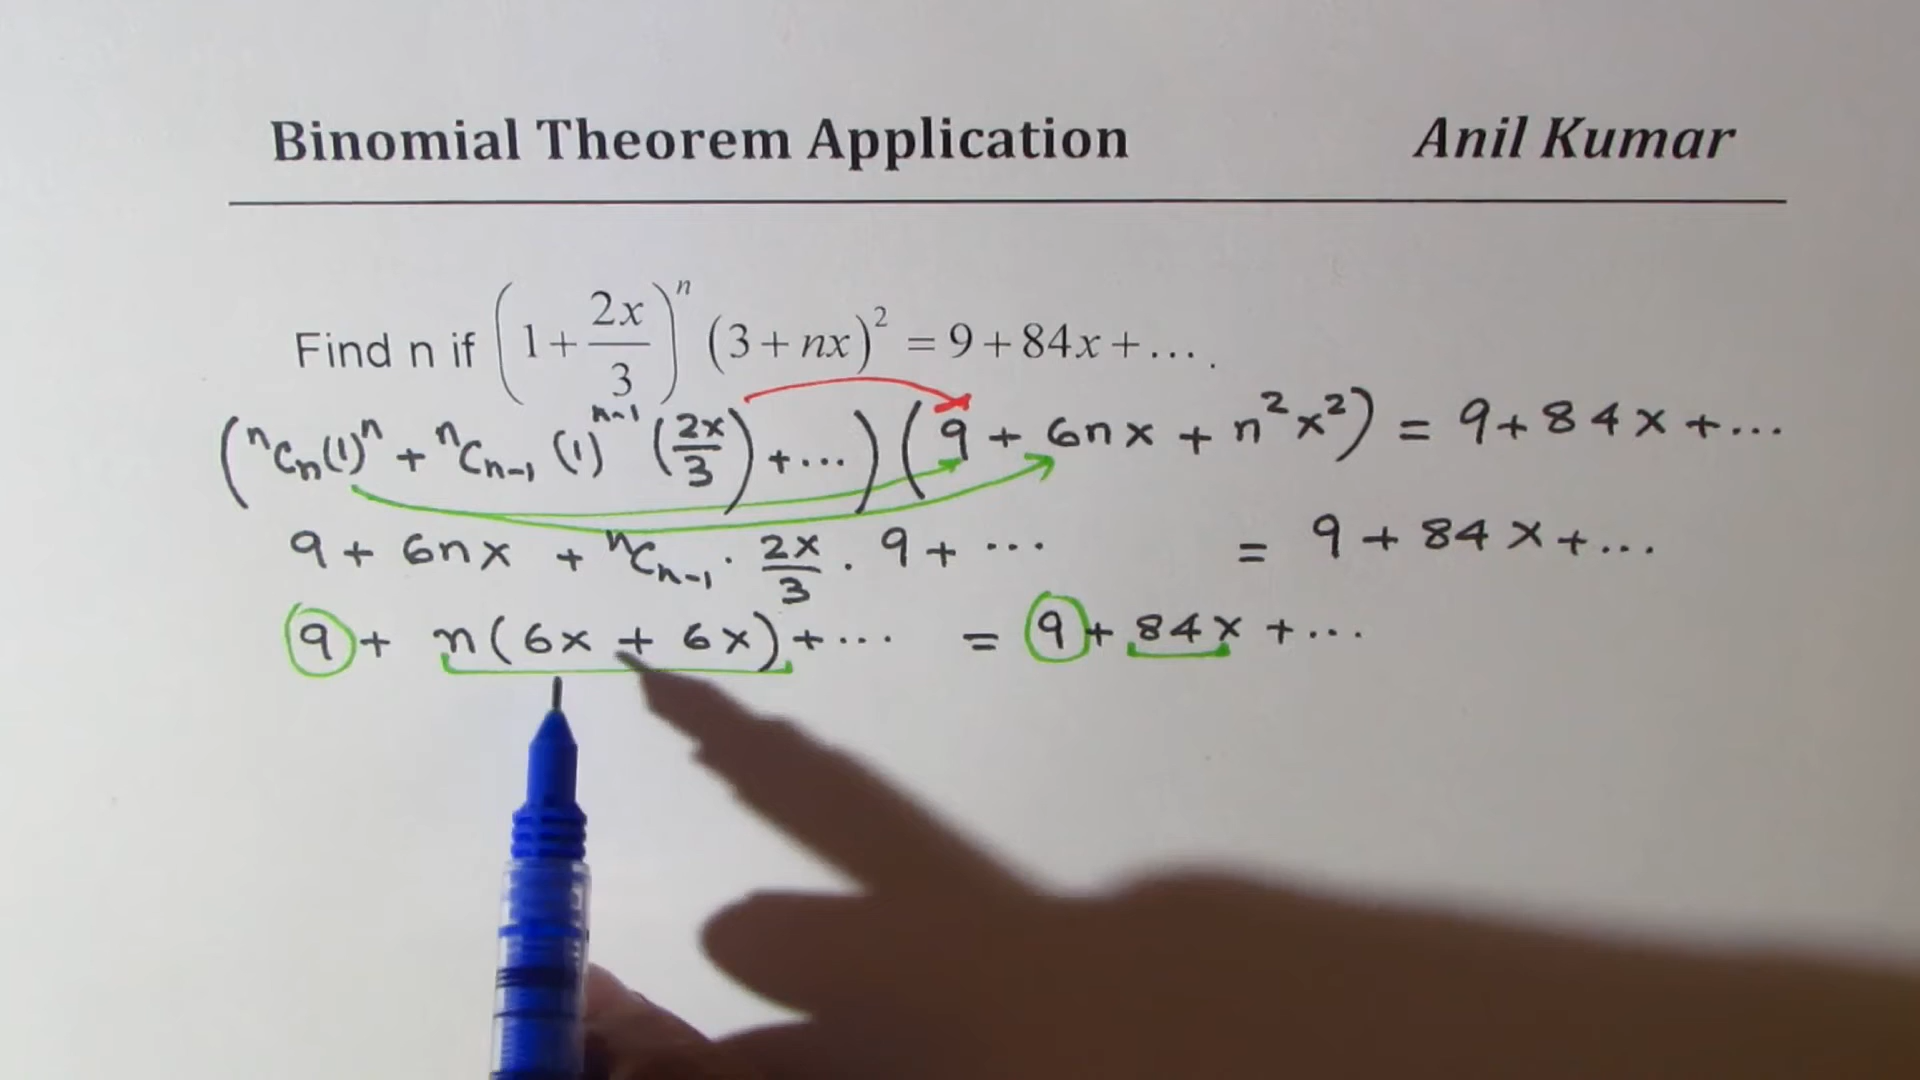 Binomial Theorem Application Anil Kumar
Find n if (1+2x/3)ⁿ (3+nx)² = 9+84x+... .
(ⁿCₙ(1)ⁿ + ⁿCₙ₋₁ (1)ⁿ⁻¹ (2x/3) + ...) (9 + 6nx + n²x²) = 9+84x+...
9 + 6nx + ⁿCₙ₋₁ · 2x/3 · 9 + ... = 9 + 84x + ...
9 + n(6x + 6x) + ... = 9 + 84x + ...